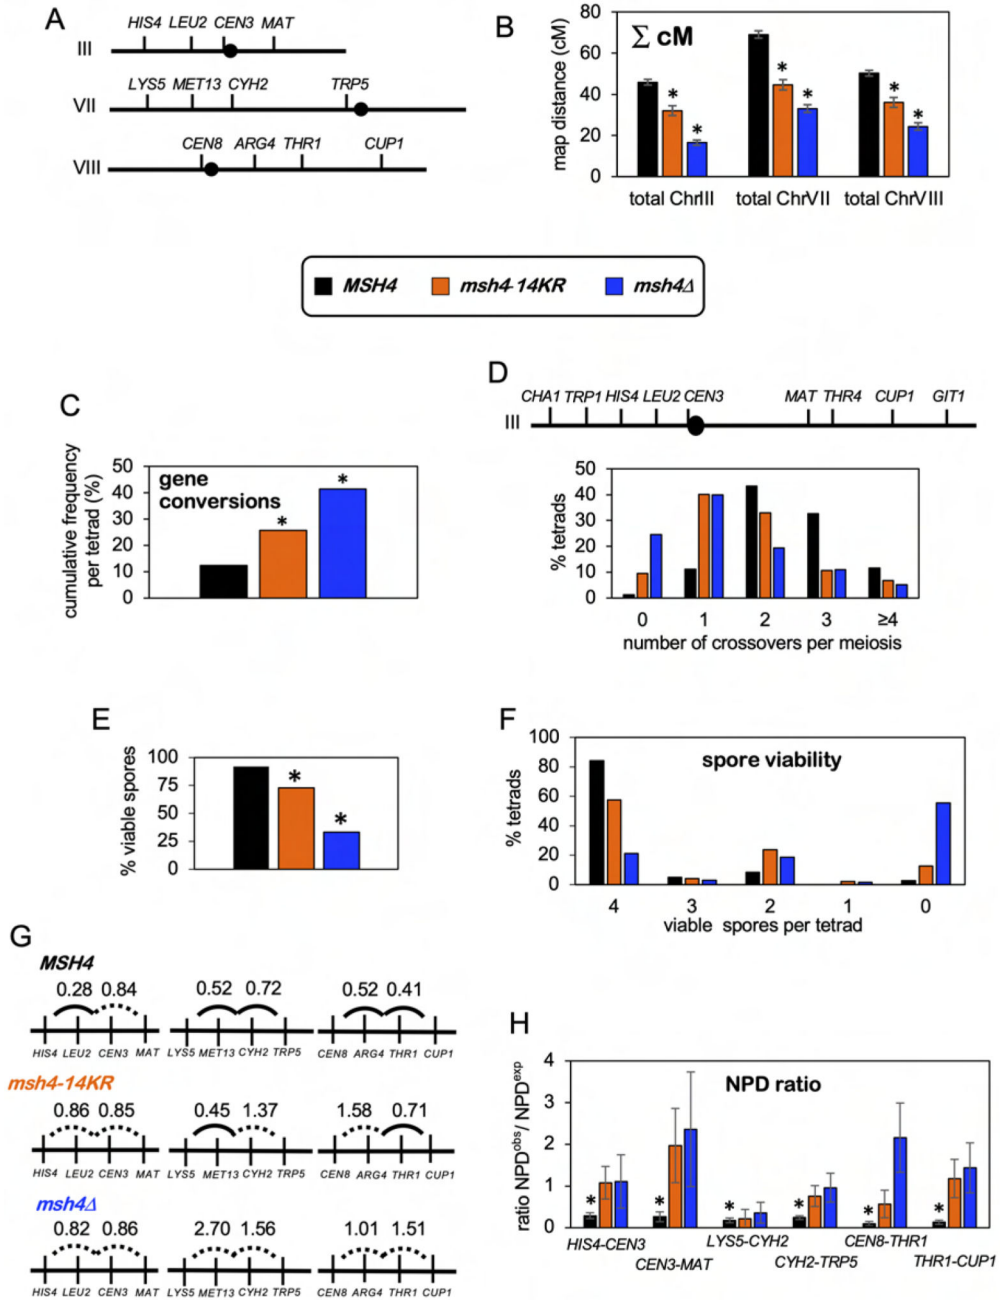 A
HIS4 LEU2 CEN3 MAT
III
LYS5 MET13 CYH2 TRP5
VII
CEN8 ARG4 THR1 CUP1
VIII
B
∑ cM
map distance (cM)
80
60
40
20
0
* * * * * *
total ChrIII total ChrVII total ChrVIII
MSH4 msh4-14KR msh4Δ
C
gene
conversions
cumulative frequency
per tetrad (%)
50
40
30
20
10
0
* *
D
CHA1 TRP1 HIS4 LEU2 CEN3 MAT THR4 CUP1 GIT1
III
% tetrads
50
40
30
20
10
0
0 1 2 3 ≥4
number of crossovers per meiosis
E
% viable spores
100
75
50
25
0
* *
F
spore viability
% tetrads
100
80
60
40
20
0
4 3 2 1 0
viable spores per tetrad
G
MSH4
0.28 0.84 0.52 0.72 0.52 0.41
HIS4 LEU2 CEN3 MAT LYS5 MET13 CYH2 TRP5 CEN8 ARG4 THR1 CUP1
msh4-14KR
0.86 0.85 0.45 1.37 1.58 0.71
HIS4 LEU2 CEN3 MAT LYS5 MET13 CYH2 TRP5 CEN8 ARG4 THR1 CUP1
msh4Δ
0.82 0.86 2.70 1.56 1.01 1.51
HIS4 LEU2 CEN3 MAT LYS5 MET13 CYH2 TRP5 CEN8 ARG4 THR1 CUP1
H
NPD ratio
ratio NPDobs/ NPDexp
4
3
2
1
0
* * * * * *
HIS4-CEN3 LYS5-CYH2 CEN8-THR1
CEN3-MAT CYH2-TRP5 THR1-CUP1